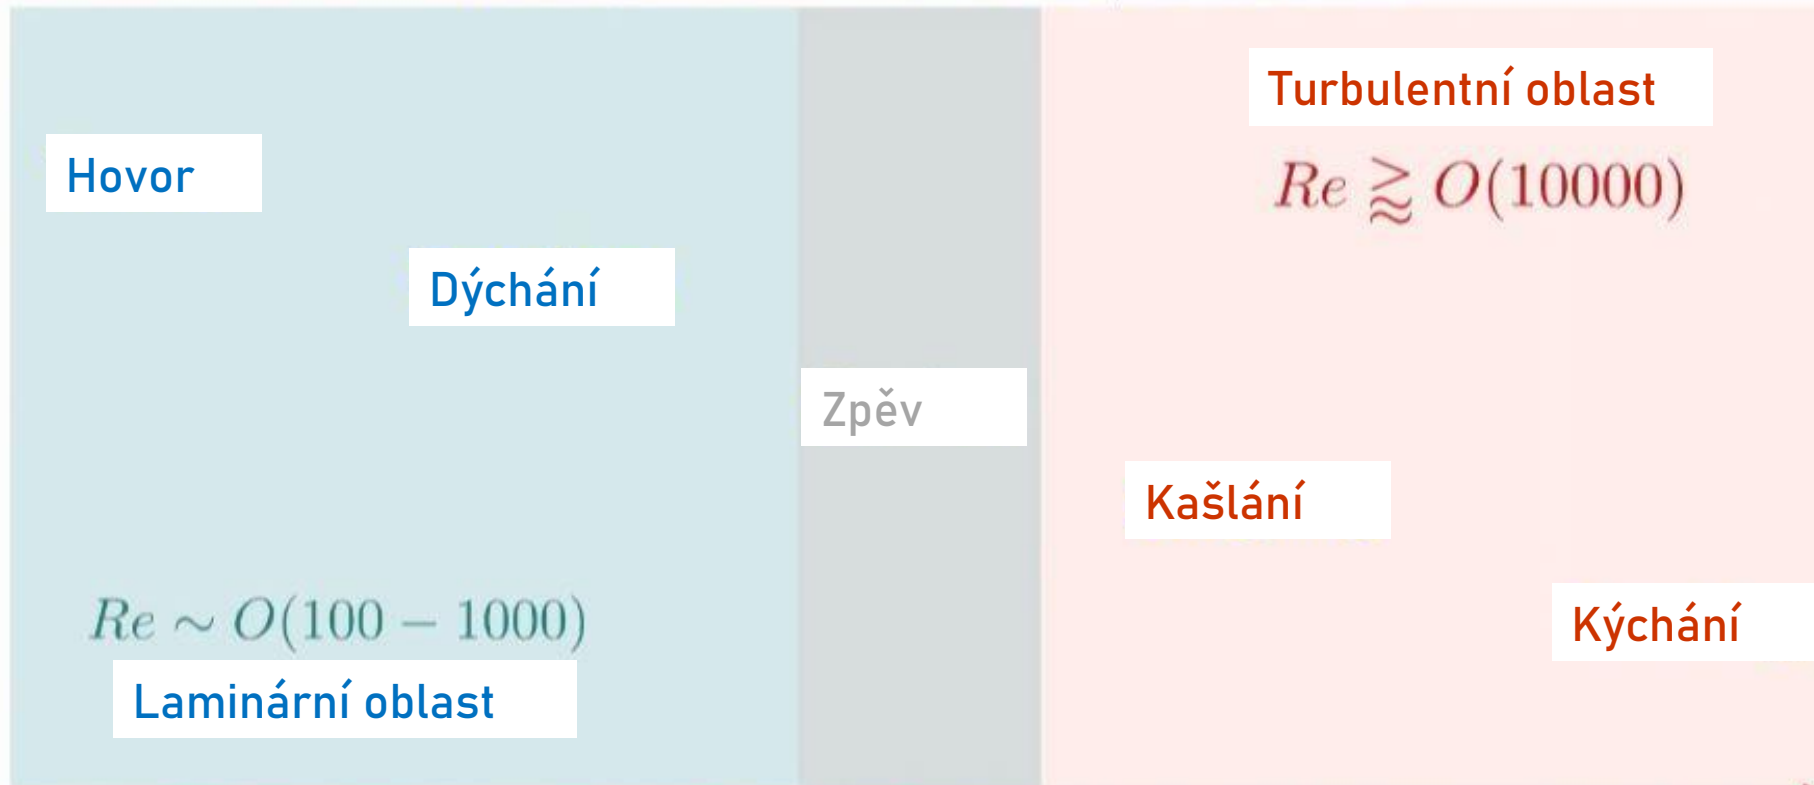 Turbulentní oblast
Hovor
Re ⪆ O(10000)
Dýchání
Zpěv
Kašlání
Re ∼ O(100 − 1000)
Kýchání
Laminární oblast